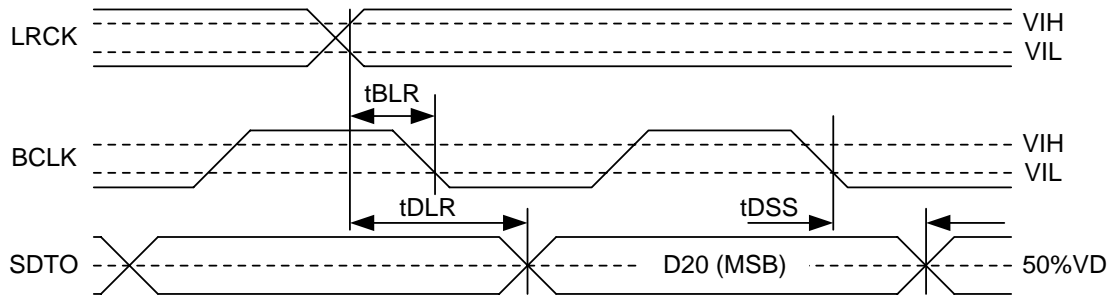 LRCK
VIH
VIL
tBLR
BCLK
VIH
VIL
tDLR
tDSS
SDTO
D20 (MSB)
50%VD